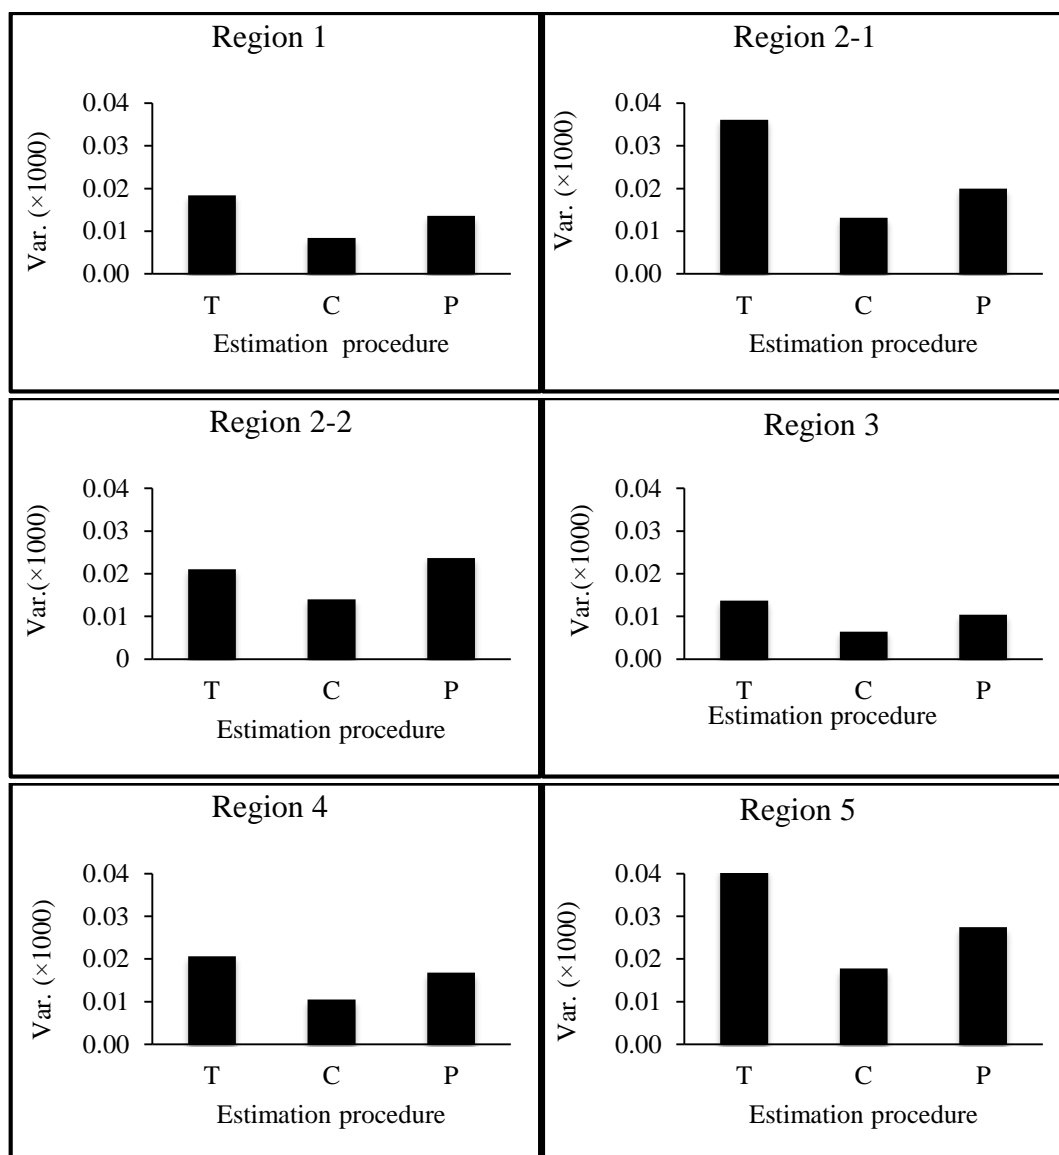 Region 1
Var. (×1000)
0.04
0.03
0.02
0.01
0.00
T C P
Estimation procedure
Region 2-1
Var. (×1000)
0.04
0.03
0.02
0.01
0.00
T C P
Estimation procedure
Region 2-2
Var.(×1000)
0.04
0.03
0.02
0.01
0
T C P
Estimation procedure
Region 3
Var. (×1000)
0.04
0.03
0.02
0.01
0.00
T C P
Estimation procedure
Region 4
Var. (×1000)
0.04
0.03
0.02
0.01
0.00
T C P
Estimation procedure
Region 5
Var. (×1000)
0.04
0.03
0.02
0.01
0.00
T C P
Estimation procedure